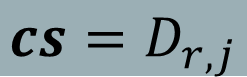 cs = D_{r,j}